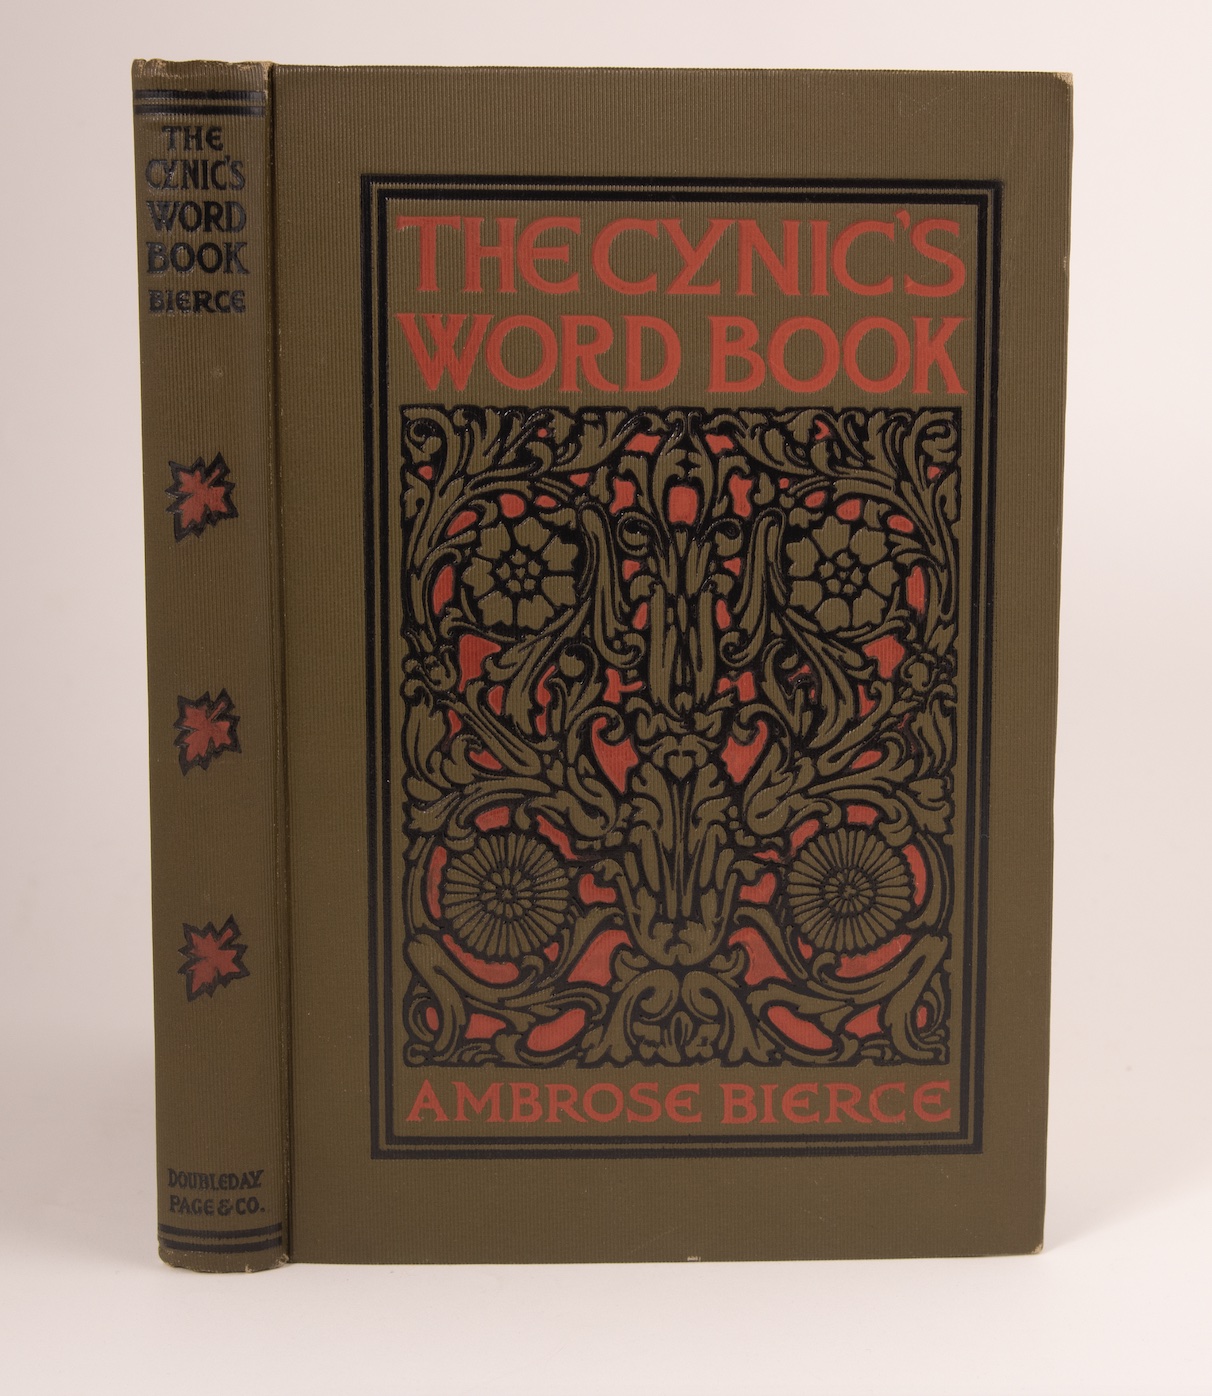 THE
CYNIC'S
WORD
BOOK
BIERCE
DOUBLEDAY,
PAGE & CO.
THE CYNIC'S
WORD BOOK
AMBROSE BIERCE